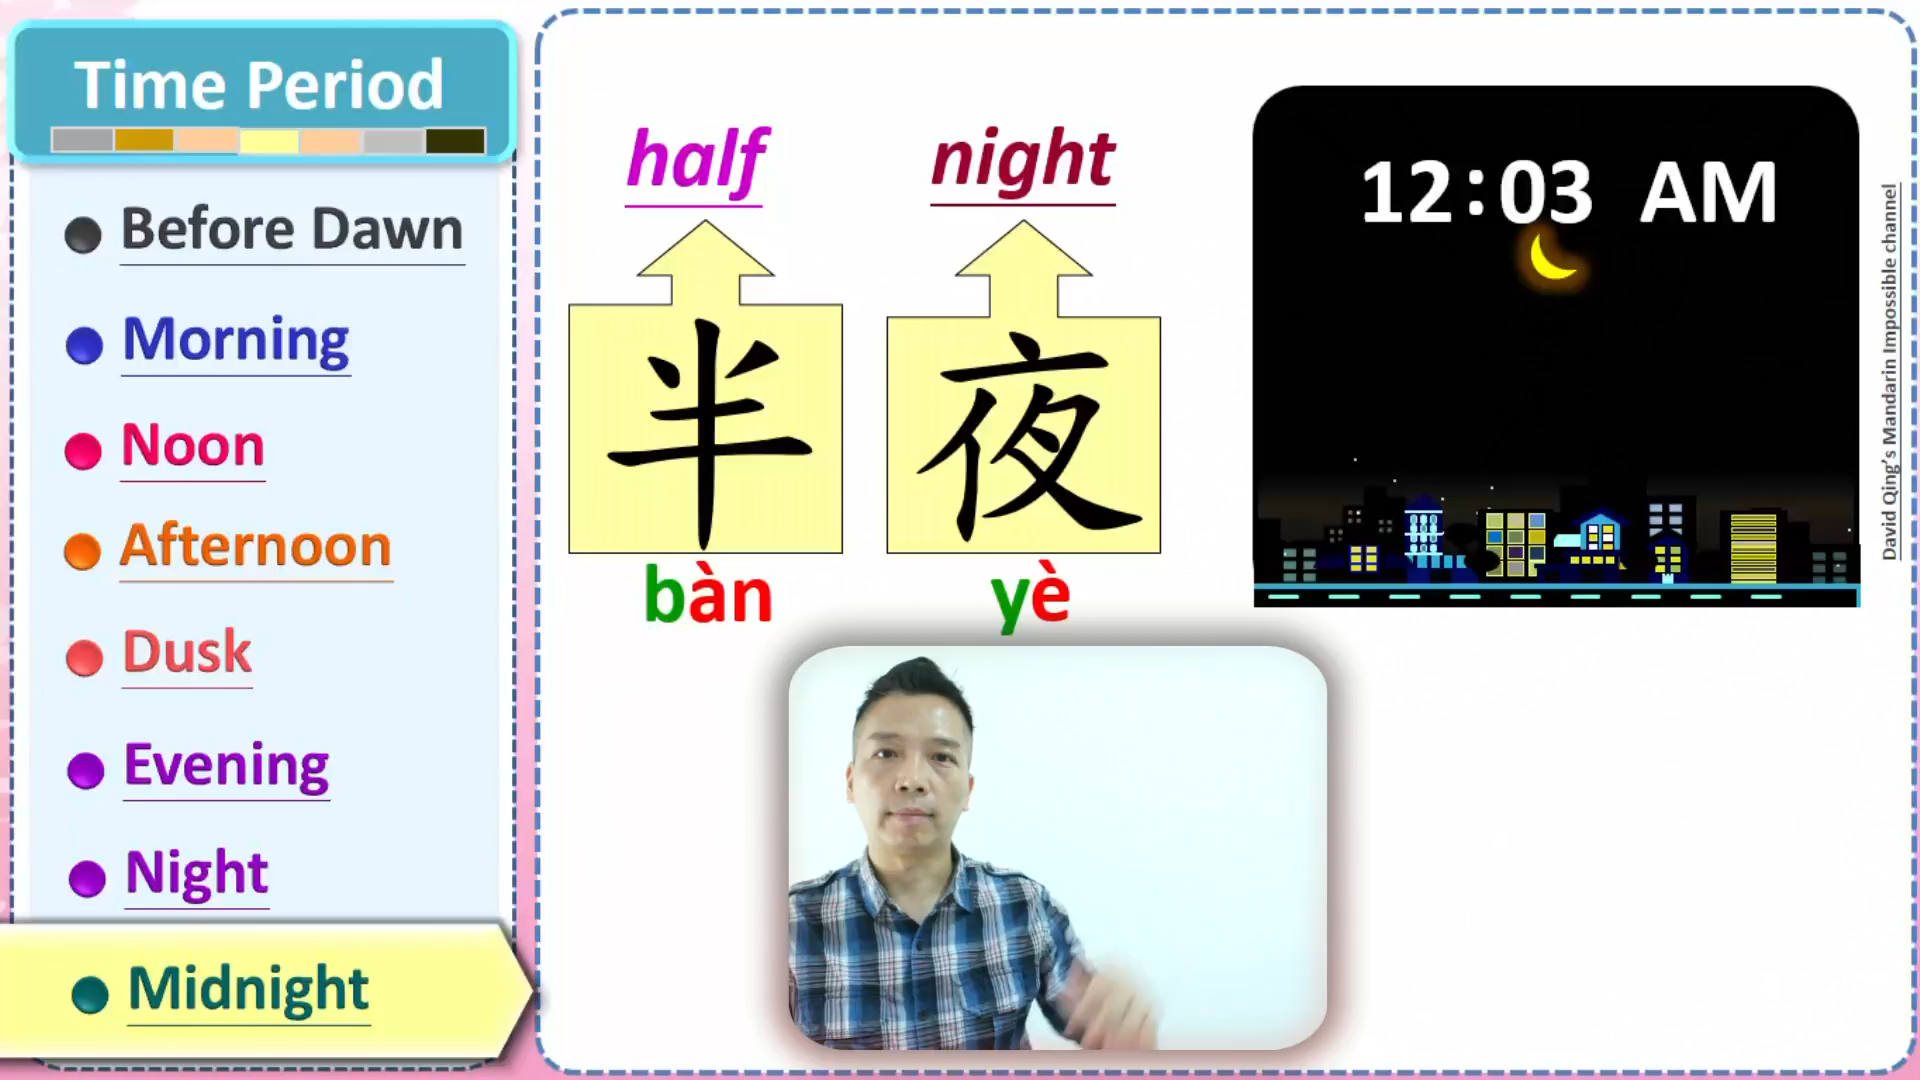 Time Period
Before Dawn
Morning
Noon
Afternoon
Dusk
Evening
Night
Midnight
half
night
半
夜
bàn
yè
12:03 AM
David Qing's Mandarin Impossible channel